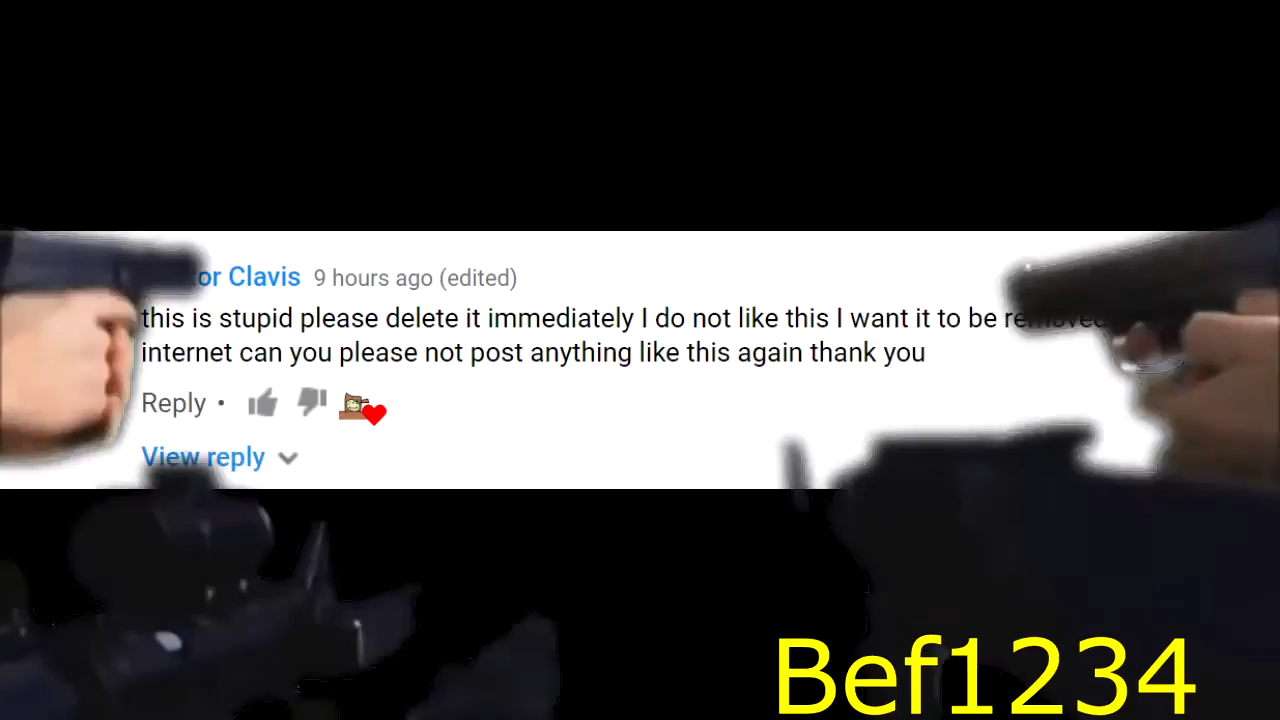 or Clavis 9 hours ago (edited)
this is stupid please delete it immediately I do not like this I want it to be removed
internet can you please not post anything like this again thank you
Reply •
View reply
Bef1234